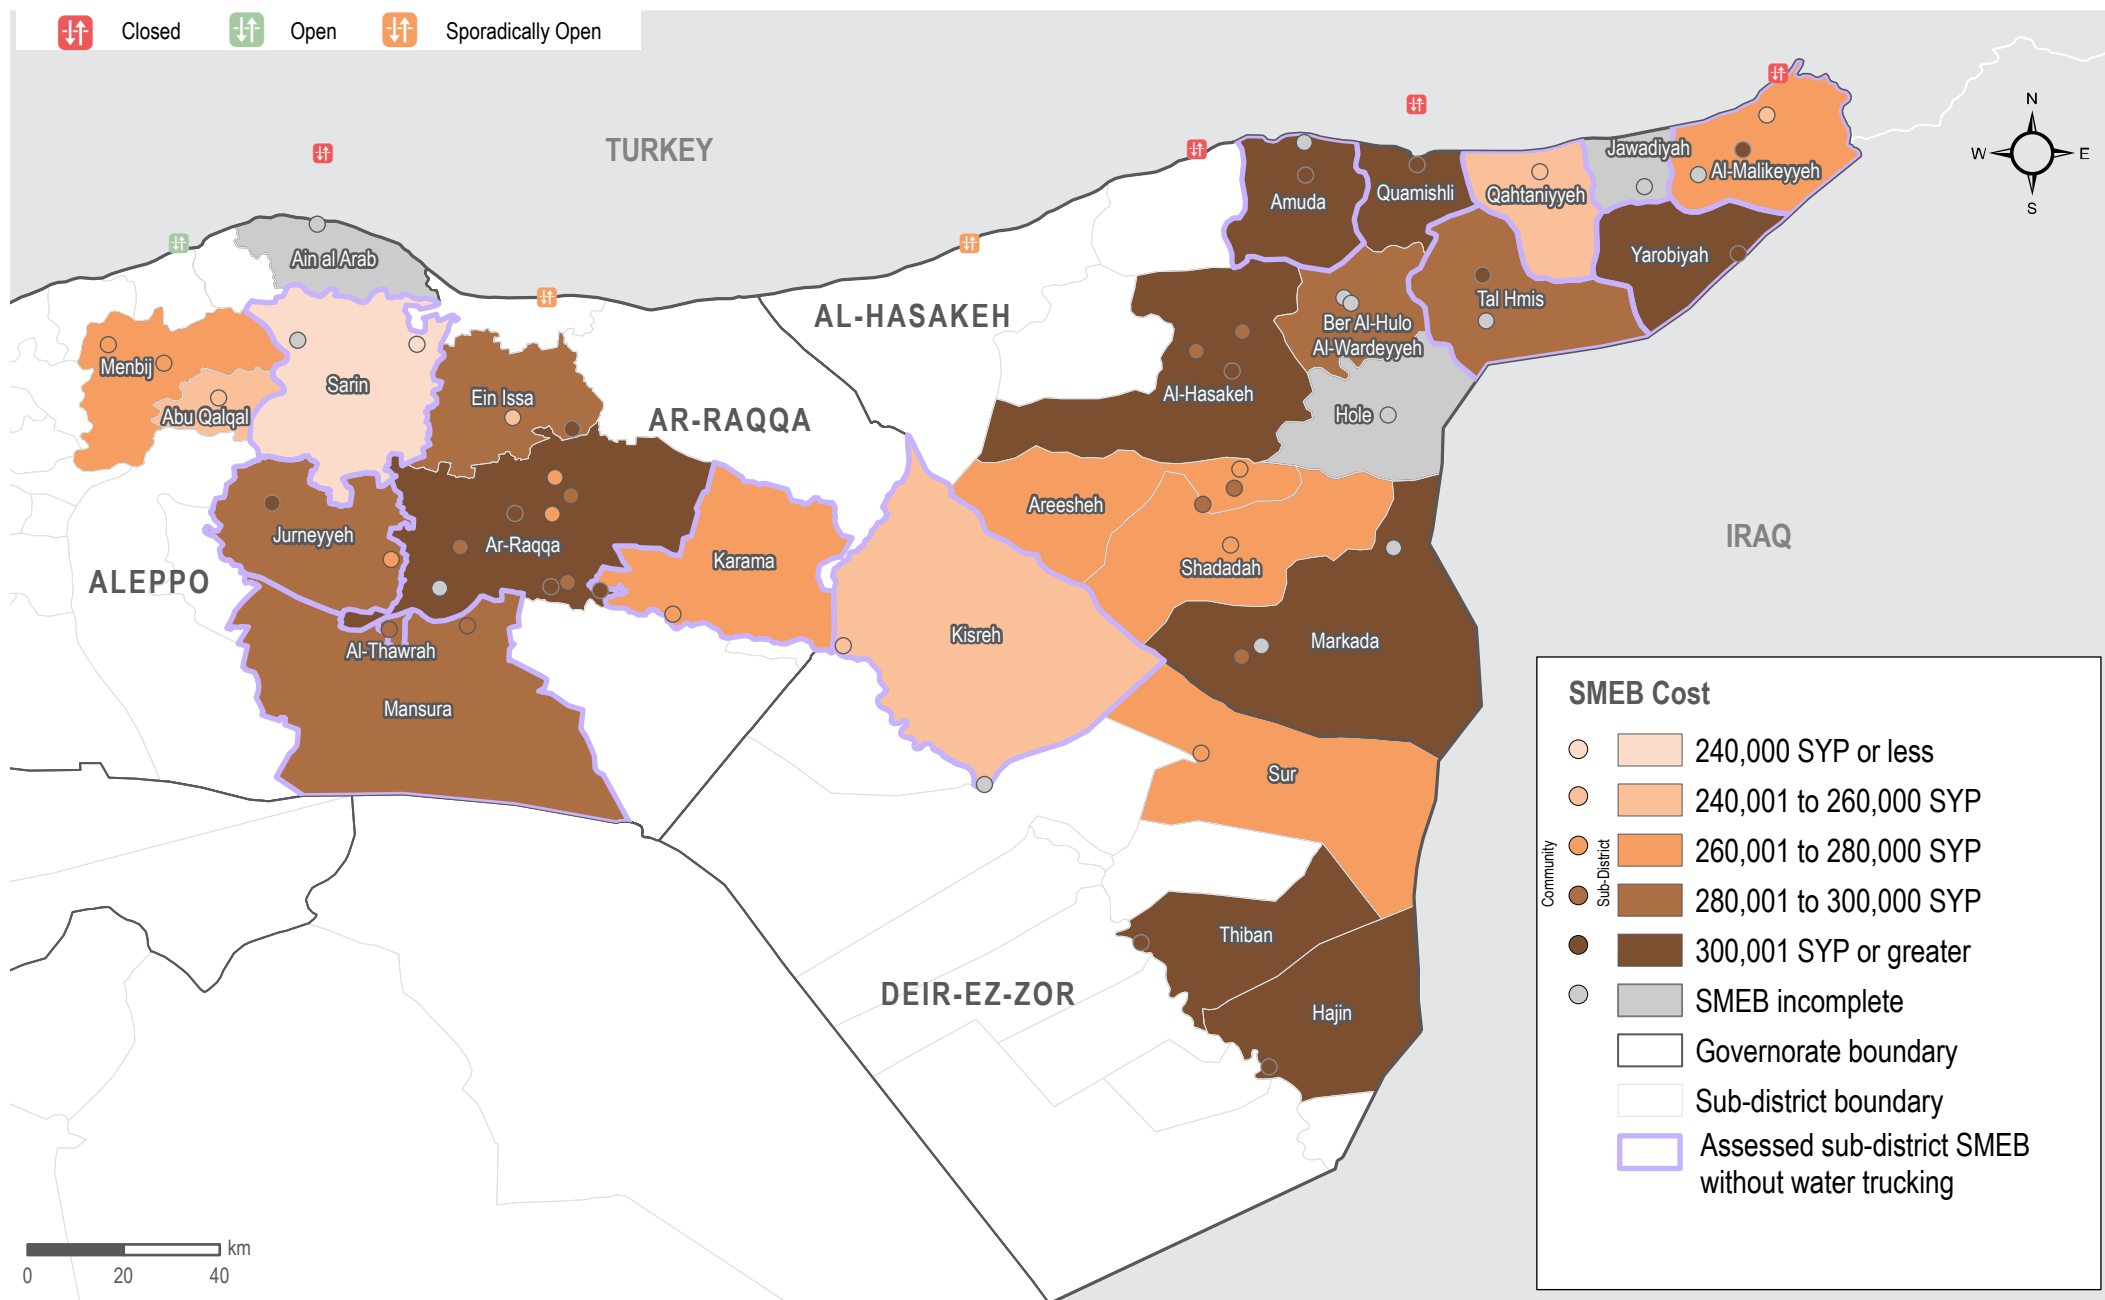 Closed
Open
Sporadically Open
TURKEY
N
W
E
S
Jawadiyah
Al-Malikeyyeh
Quamishli
Qahtaniyyeh
Amuda
Ain al Arab
Yarobiyah
Tal Hmis
AL-HASAKEH
Ber Al-Hulo
Al-Wardeyyeh
Menbij
Sarin
Al-Hasakeh
Ein Issa
Abu Qalqal
AR-RAQQA
Hole
Areesheh
Jurneyyeh
Ar-Raqqa
IRAQ
Karama
Shadadah
ALEPPO
Kisreh
Markada
Al-Thawrah
Mansura
Sur
Thiban
DEIR-EZ-ZOR
Hajin
SMEB Cost
240,000 SYP or less
240,001 to 260,000 SYP
260,001 to 280,000 SYP
280,001 to 300,000 SYP
300,001 SYP or greater
SMEB incomplete
Community
Sub-District
Governorate boundary
Sub-district boundary
Assessed sub-district SMEB
without water trucking
km
0 20 40